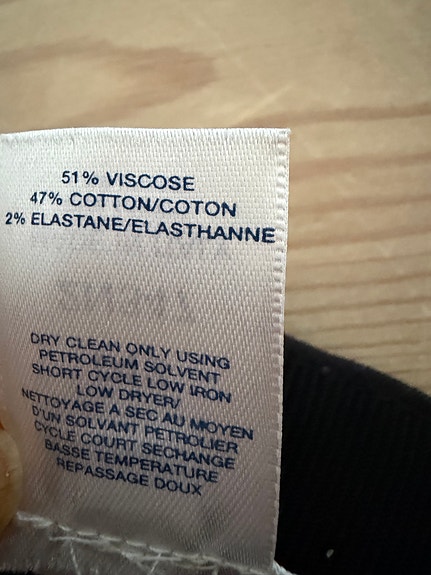 51% VISCOSE
47% COTTON/COTON
2% ELASTANE/ELASTHANNE
DRY CLEAN ONLY USING
PETROLEUM SOLVENT
SHORT CYCLE LOW IRON
LOW DRYER/
NETTOYAGE A SEC AU MOYEN
D'UN SOLVANT PETROLIER
CYCLE COURT SECHANGE
BASSE TEMPERATURE
REPASSAGE DOUX